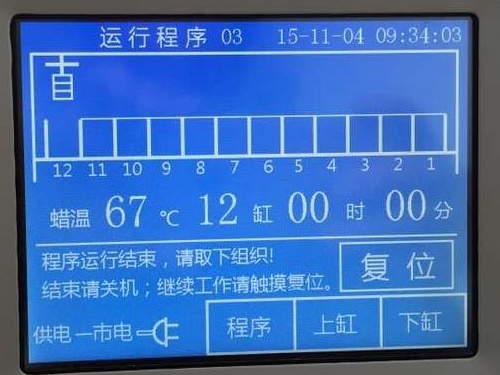 运行程序 03 15-11-04 09:34:03
12 11 10 9 8 7 6 5 4 3 2 1
蜡温 67 ℃ 12 缸 00 时 00 分
程序运行结束，请取下组织!
结束请关机；继续工作请触摸复位。
复位
供电—市电
程序 上缸 下缸